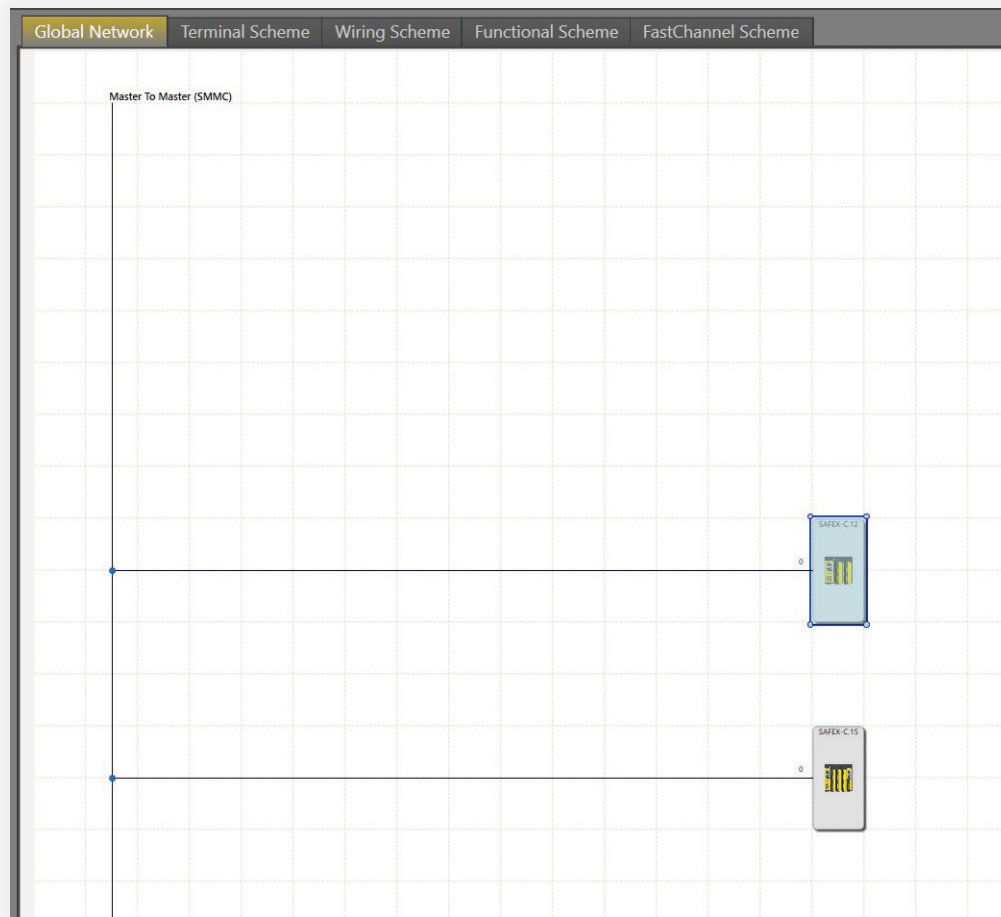 Global Network Terminal Scheme Wiring Scheme Functional Scheme FastChannel Scheme
Master To Master (SMMC)
SAFEX-C.12
0
SAFEX-C.15
0